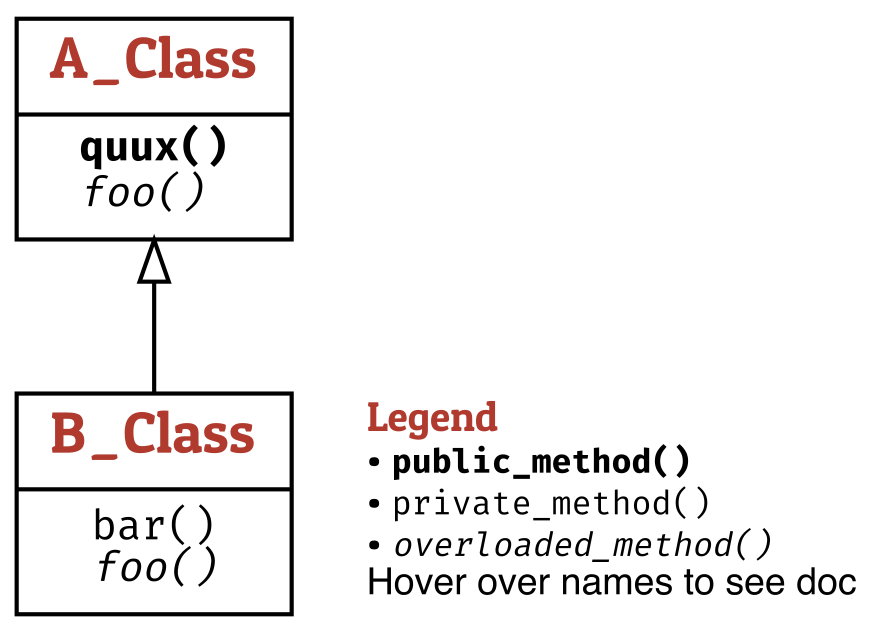 A_Class
quux()
foo()
B_Class
bar()
foo()
Legend
• public_method()
• private_method()
• overloaded_method()
Hover over names to see doc